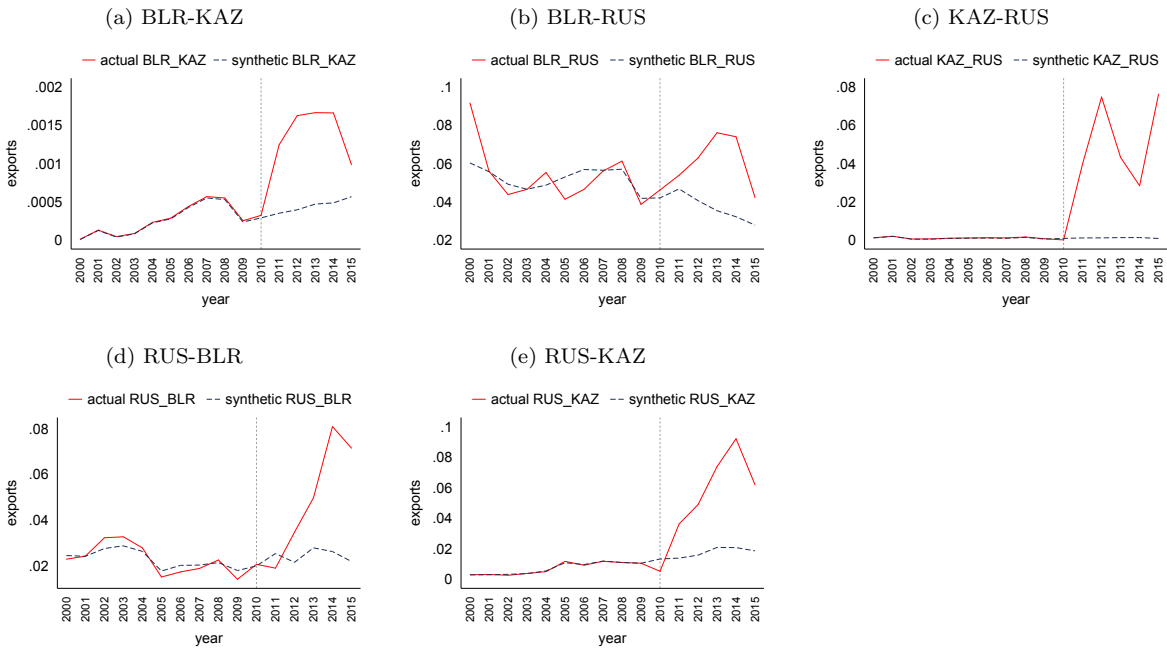 (a) BLR-KAZ
actual BLR_KAZ synthetic BLR_KAZ
.002
.0015
.001
.0005
0
exports
2000 2001 2002 2003 2004 2005 2006 2007 2008 2009 2010 2011 2012 2013 2014 2015
year
(b) BLR-RUS
actual BLR_RUS synthetic BLR_RUS
.1
.08
.06
.04
.02
exports
2000 2001 2002 2003 2004 2005 2006 2007 2008 2009 2010 2011 2012 2013 2014 2015
year
(c) KAZ-RUS
actual KAZ_RUS synthetic KAZ_RUS
.08
.06
.04
.02
0
exports
2000 2001 2002 2003 2004 2005 2006 2007 2008 2009 2010 2011 2012 2013 2014 2015
year
(d) RUS-BLR
actual RUS_BLR synthetic RUS_BLR
.08
.06
.04
.02
exports
2000 2001 2002 2003 2004 2005 2006 2007 2008 2009 2010 2011 2012 2013 2014 2015
year
(e) RUS-KAZ
actual RUS_KAZ synthetic RUS_KAZ
.1
.08
.06
.04
.02
0
exports
2000 2001 2002 2003 2004 2005 2006 2007 2008 2009 2010 2011 2012 2013 2014 2015
year